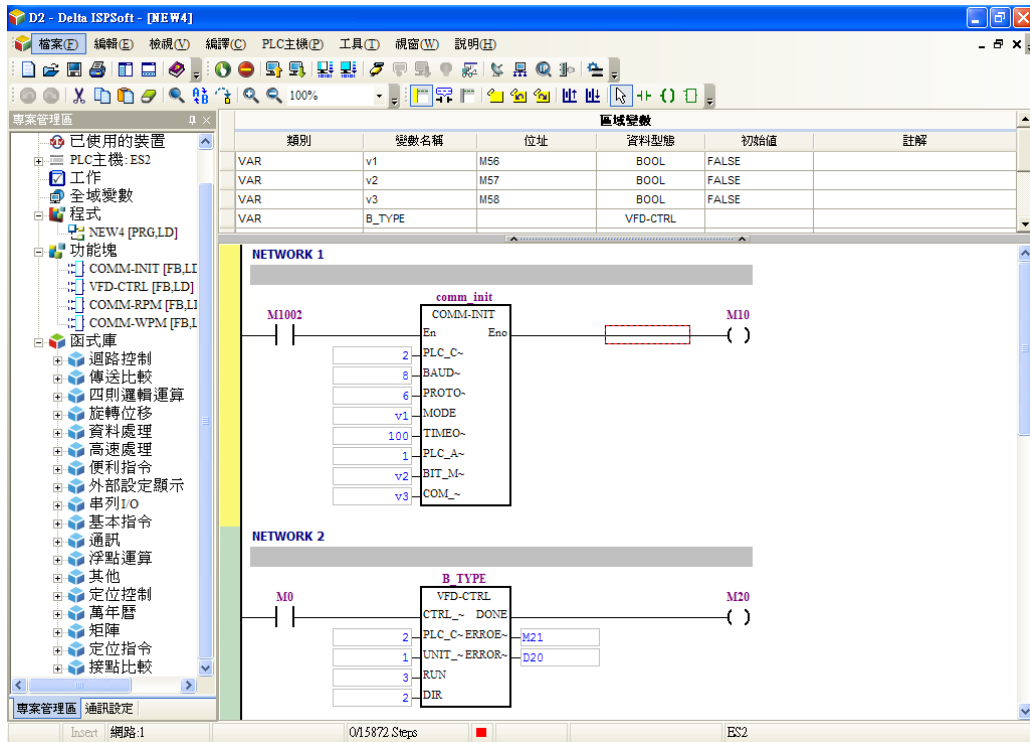 D2 - Delta ISPSoft - [NEW4]
檔案(F) 編輯(E) 檢視(V) 編譯(C) PLC主機(P) 工具(I) 視窗(W) 說明(H)
100%
專案管理區
已使用的裝置
PLC主機: ES2
工作
全域變數
程式
NEW4 [PRG,LD]
功能塊
COMM-INIT [FB,LI
VFD-CTRL [FB,LD]
COMM-RPM [FB,LI
COMM-WPM [FB,L
函式庫
迴路控制
傳送比較
四則邏輯運算
旋轉位移
資料處理
高速處理
便利指令
外部設定顯示
串列I/O
基本指令
通訊
浮點運算
其他
定位控制
萬年曆
矩陣
定位指令
接點比較
專案管理區 通訊設定
區域變數
類別 變數名稱 位址 資料型態 初始值 註解
VAR v1 M56 BOOL FALSE
VAR v2 M57 BOOL FALSE
VAR v3 M58 BOOL FALSE
VAR B_TYPE VFD-CTRL
NETWORK 1
comm_init
M1002 COMM-INIT M10
En Eno
2 PLC_C~
8 BAUD~
6 PROTO~
v1 MODE
100 TIMEO~
1 PLC_A~
v2 BIT_M~
v3 COM_~
NETWORK 2
B_TYPE
M0 VFD-CTRL M20
CTRL_~ DONE
2 PLC_C~ ERROE~ M21
1 UNIT_~ ERROR~ D20
3 RUN
2 DIR
Insert 網路:1 0/15872 Steps ES2